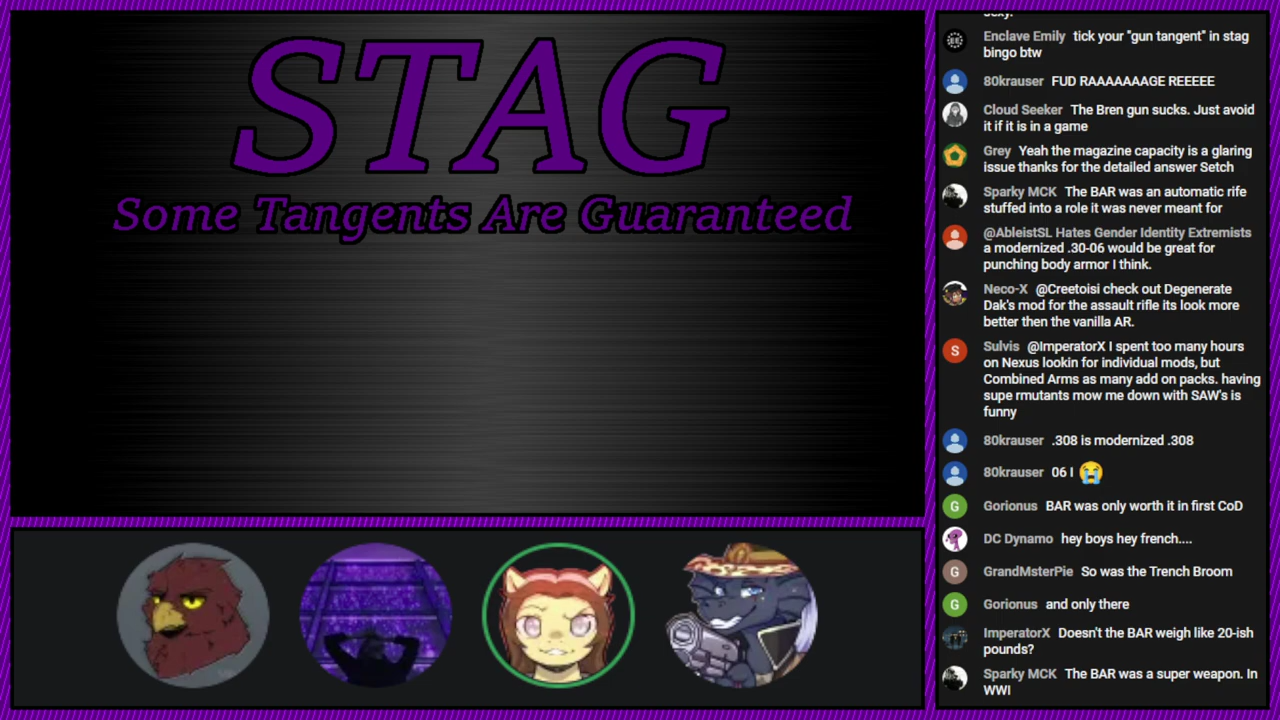 STAG
Some Tangents Are Guaranteed
sexy.
Enclave Emily tick your "gun tangent" in stag
bingo btw
80krauser FUD RAAAAAAAGE REEEEE
Cloud Seeker The Bren gun sucks. Just avoid
it if it is in a game
Grey Yeah the magazine capacity is a glaring
issue thanks for the detailed answer Setch
Sparky MCK The BAR was an automatic rife
stuffed into a role it was never meant for
@AbleistSL Hates Gender Identity Extremists
a modernized .30-06 would be great for
punching body armor I think.
Neco-X @Creetoisi check out Degenerate
Dak's mod for the assault rifle its look more
better then the vanilla AR.
S
Sulvis @ImperatorX I spent too many hours
on Nexus lookin for individual mods, but
Combined Arms as many add on packs. having
supe rmutants mow me down with SAW's is
funny
80krauser .308 is modernized .308
80krauser 06 I 😭
G
Gorionus BAR was only worth it in first CoD
DC Dynamo hey boys hey french....
G
GrandMsterPie So was the Trench Broom
G
Gorionus and only there
ImperatorX Doesn't the BAR weigh like 20-ish
pounds?
Sparky MCK The BAR was a super weapon. In
WWI